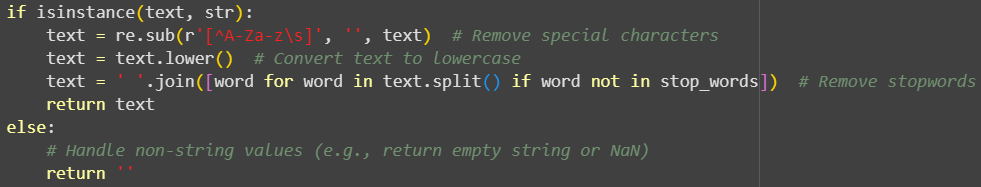 if isinstance(text, str):
    text = re.sub(r'[^A-Za-z\s]', '', text)  # Remove special characters
    text = text.lower()  # Convert text to lowercase
    text = ' '.join([word for word in text.split() if word not in stop_words])  # Remove stopwords
    return text
else:
    # Handle non-string values (e.g., return empty string or NaN)
    return ''